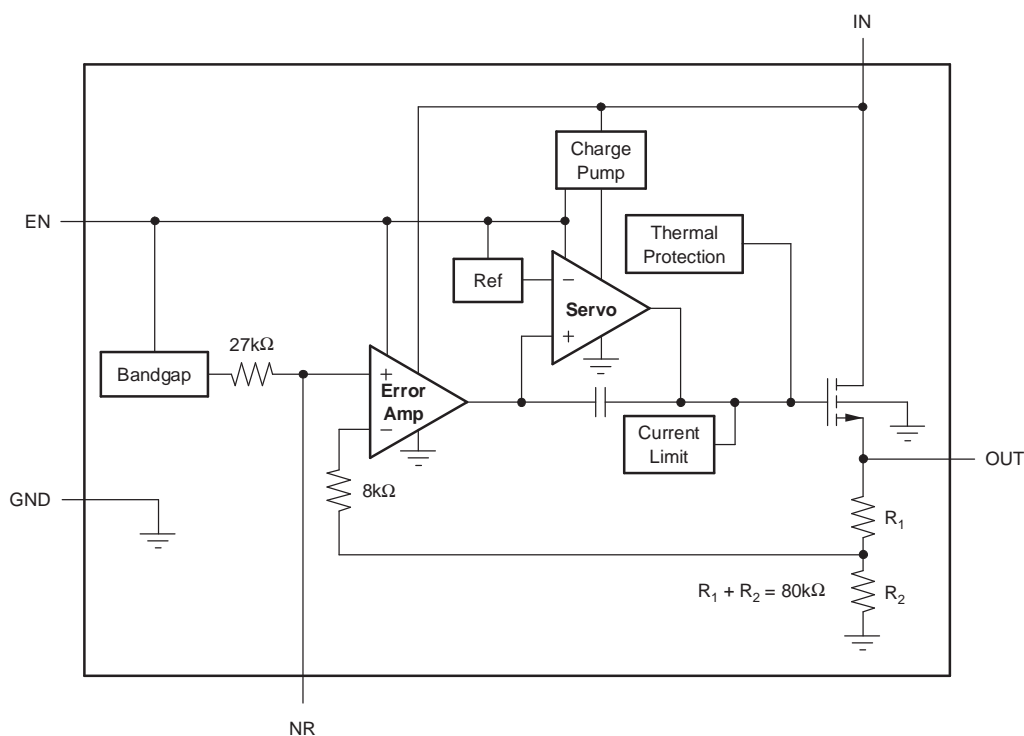 IN
Charge
Pump
EN
Thermal
Protection
Ref
−
Servo
+
27kΩ
Bandgap
+
Error
Amp
−
Current
Limit
OUT
8kΩ
GND
R1
R1 + R2 = 80kΩ
R2
NR